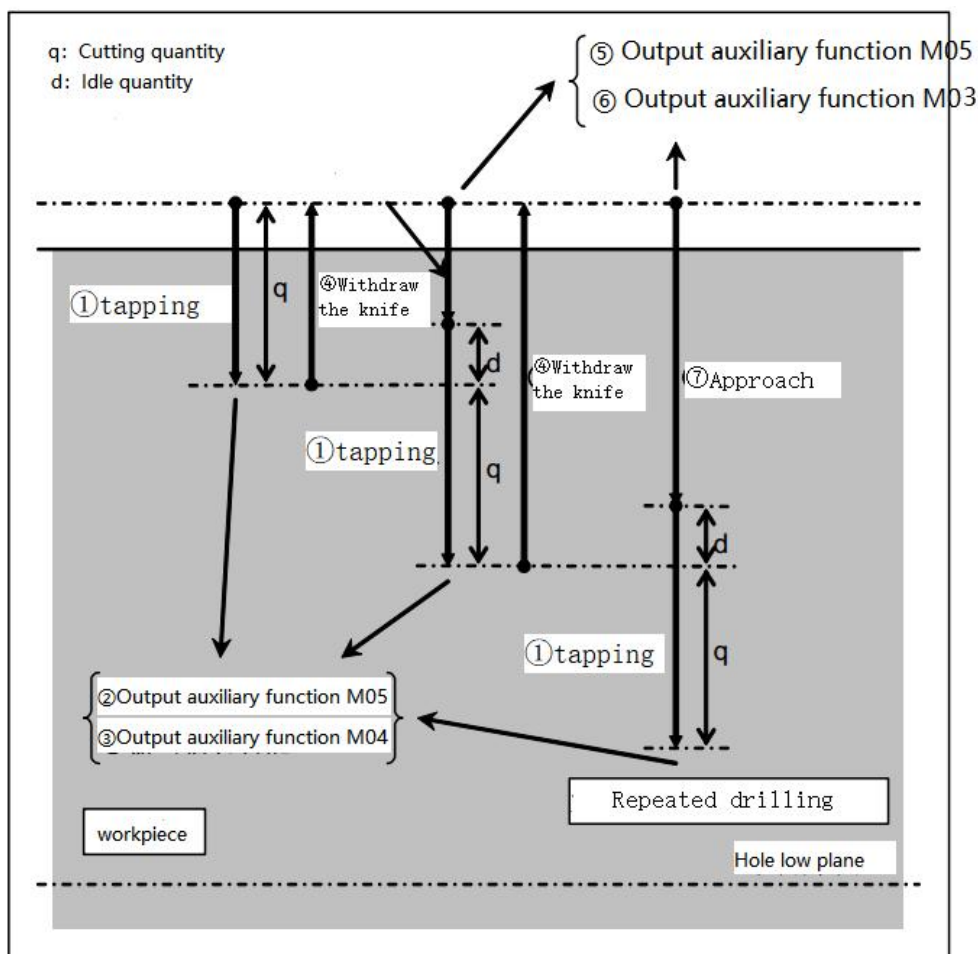 q: Cutting quantity
d: Idle quantity
⑤ Output auxiliary function M05
⑥ Output auxiliary function M03
①tapping
q
④Withdraw
the knife
d
①tapping
q
④Withdraw
the knife
⑦Approach
d
①tapping
q
②Output auxiliary function M05
③Output auxiliary function M04
Repeated drilling
workpiece
Hole low plane